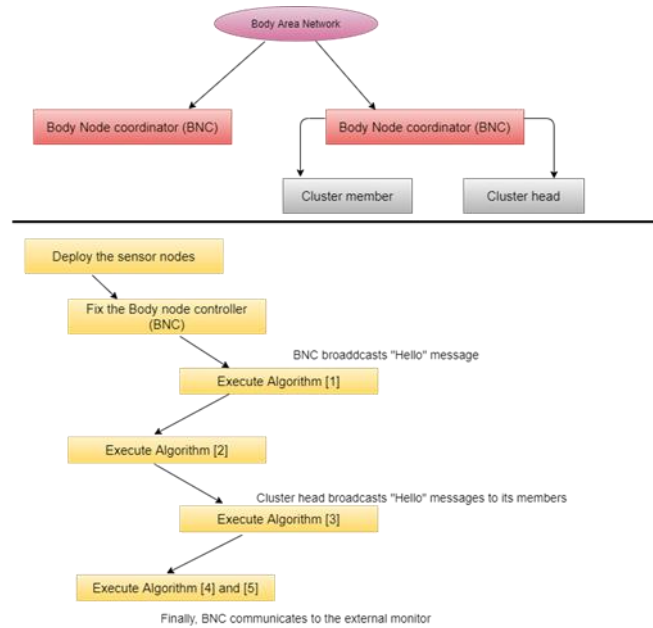 Body Area Network
Body Node coordinator (BNC)
Body Node coordinator (BNC)
Cluster member
Cluster head
Deploy the sensor nodes
Fix the Body node controller
(BNC)
BNC broaddcasts "Hello" message
Execute Algorithm [1]
Execute Algorithm [2]
Cluster head broadcasts "Hello" messages to its members
Execute Algorithm [3]
Execute Algorithm [4] and [5]
Finally, BNC communicates to the external monitor